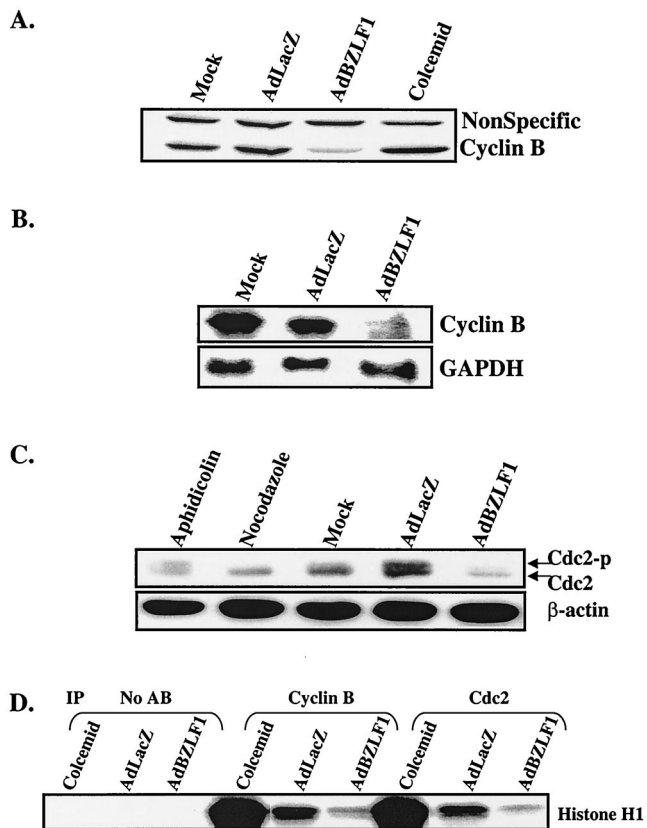 A.
Mock
AdLacZ
AdBZLF1
Colcemid
NonSpecific
Cyclin B
B.
Mock
AdLacZ
AdBZLF1
Cyclin B
GAPDH
C.
Aphidicolin
Nocodazole
Mock
AdLacZ
AdBZLF1
Cdc2-p
Cdc2
β-actin
D.
IP No AB Cyclin B Cdc2
Colcemid
AdLacZ
AdBZLF1
Colcemid
AdLacZ
AdBZLF1
Colcemid
AdLacZ
AdBZLF1
Histone H1